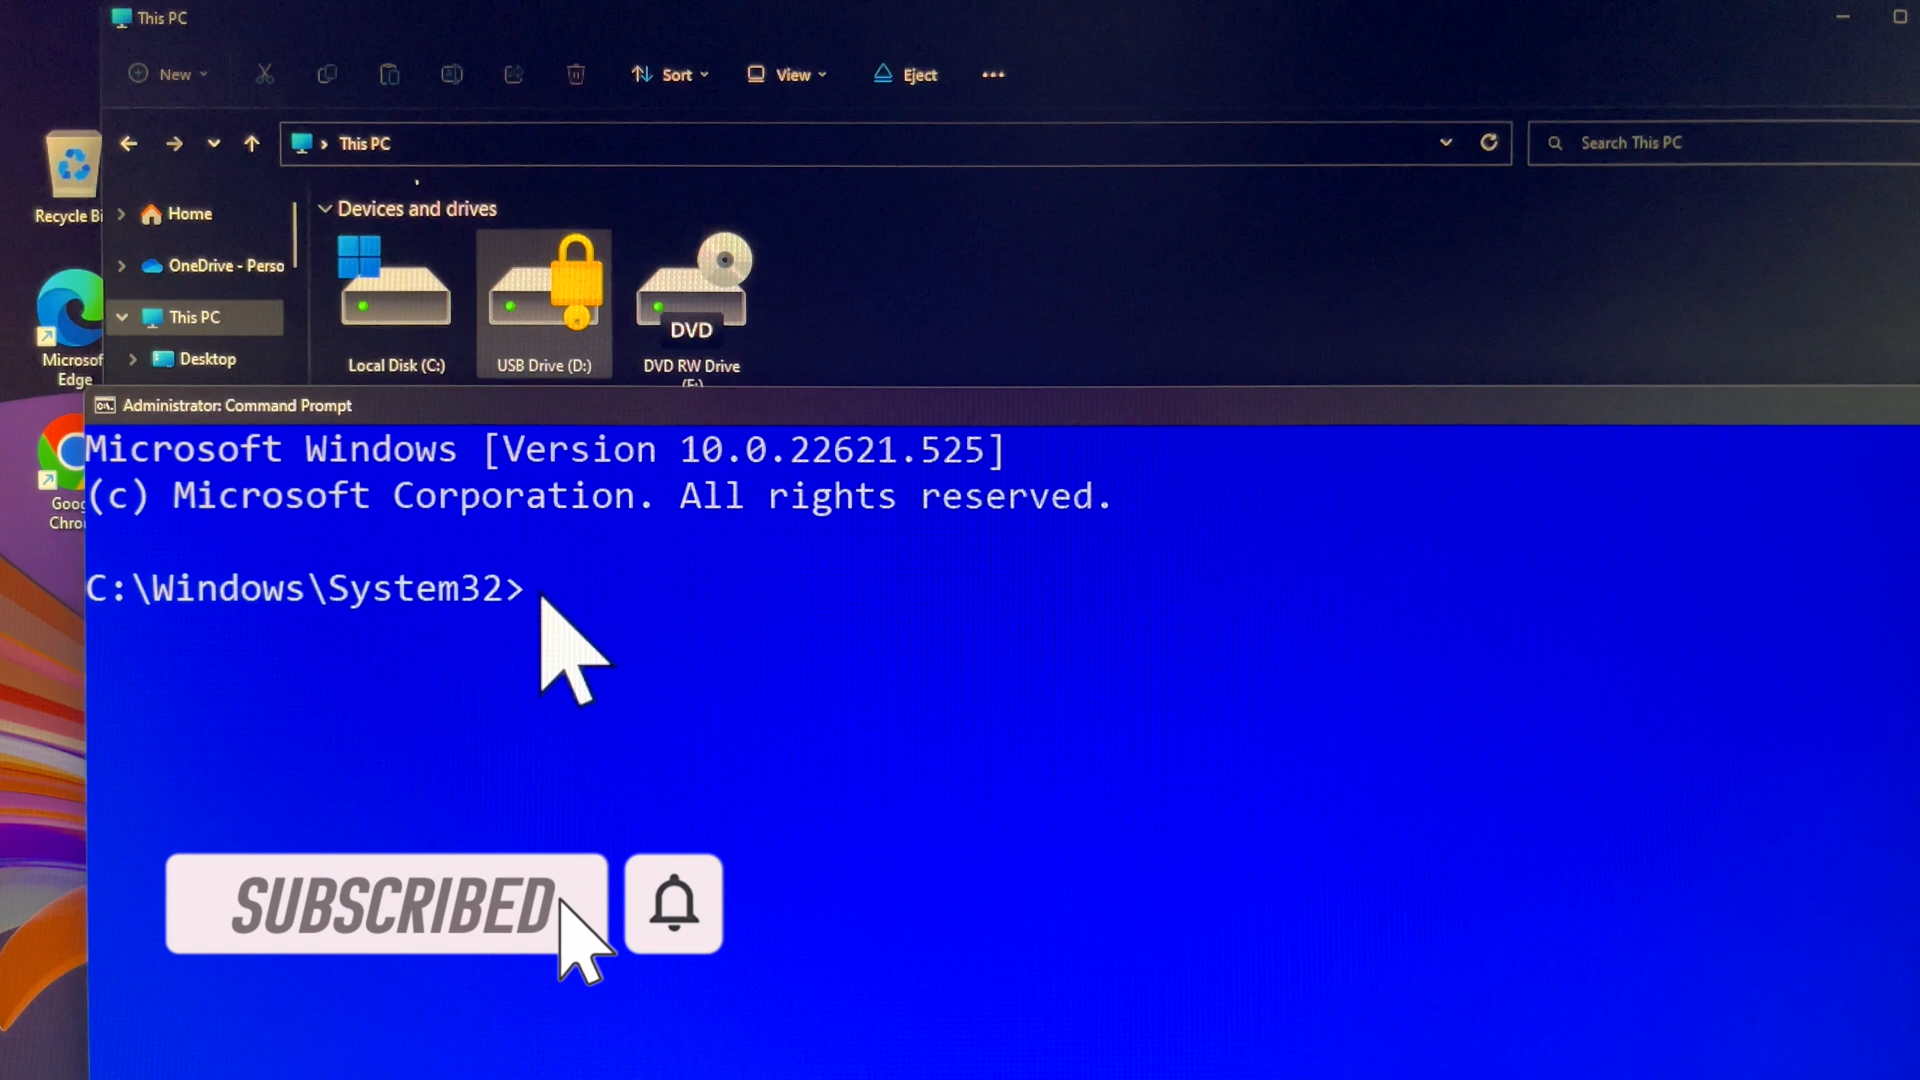 This PC
New
Sort
View
Eject
This PC
Search This PC
Recycle Bi
Home
Devices and drives
OneDrive - Perso
This PC
Desktop
Local Disk (C:)
USB Drive (D:)
DVD
DVD RW Drive
Microsof
Edge
Administrator: Command Prompt
Microsoft Windows [Version 10.0.22621.525]
(c) Microsoft Corporation. All rights reserved.
Goog
Chro
C:\Windows\System32>
SUBSCRIBED